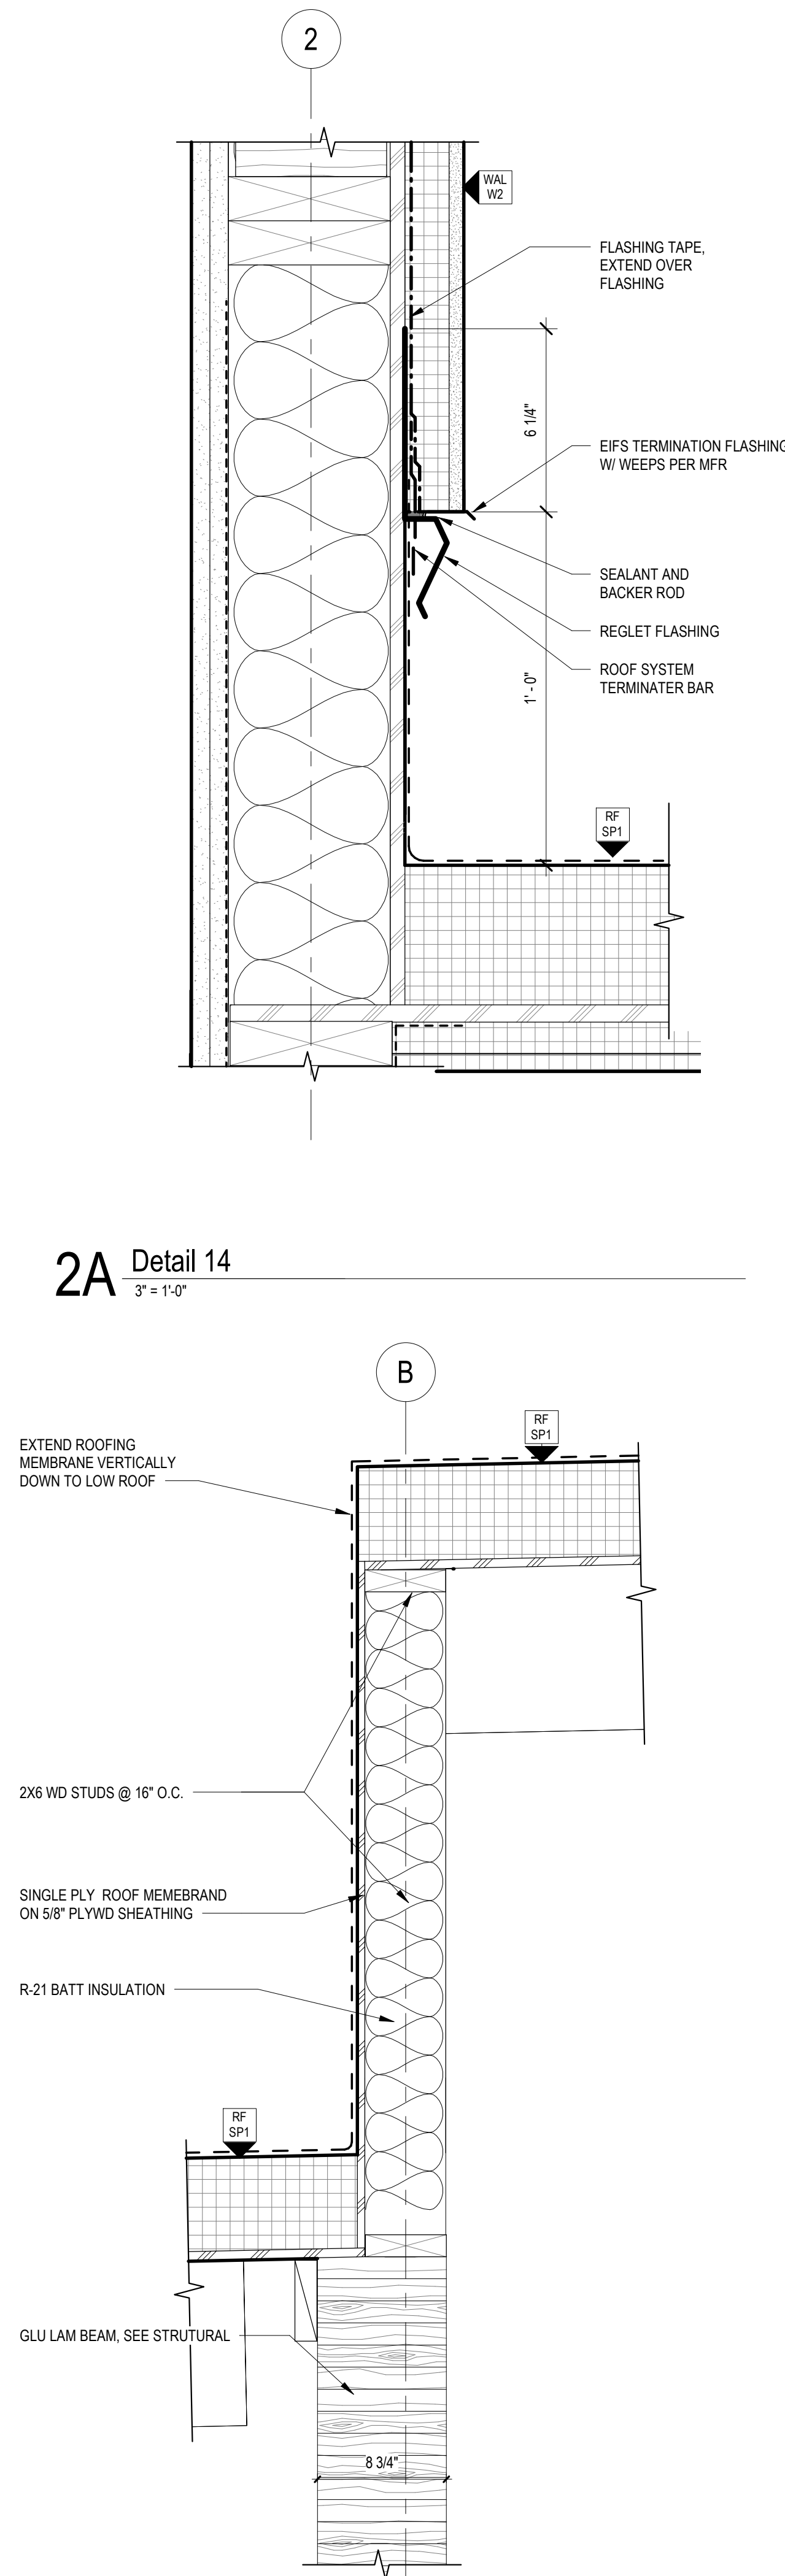 2
WAL
W2
FLASHING TAPE,
EXTEND OVER
FLASHING
6 1/4"
EIFS TERMINATION FLASHING
W/ WEEPS PER MFR
SEALANT AND
BACKER ROD
REGLET FLASHING
ROOF SYSTEM
TERMINATER BAR
1' - 0"
RF
SP1
2A
Detail 14
3" = 1'-0"
B
RF
SP1
EXTEND ROOFING
MEMBRANE VERTICALLY
DOWN TO LOW ROOF
2X6 WD STUDS @ 16" O.C.
SINGLE PLY ROOF MEMEBRAND
ON 5/8" PLYWD SHEATHING
R-21 BATT INSULATION
RF
SP1
GLU LAM BEAM, SEE STRUTURAL
8 3/4"